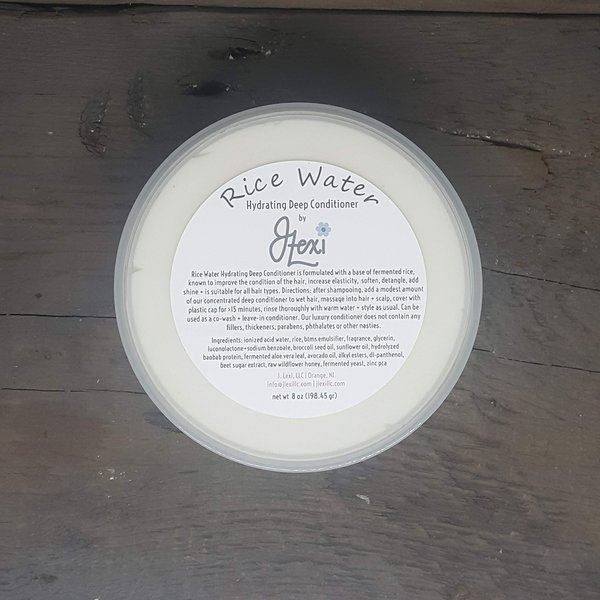 Rice Water
Hydrating Deep Conditioner
by
JLexi
Rice Water Hydrating Deep Conditioner is formulated with a base of fermented rice,
known to improve the condition of the hair, increase elasticity, soften, detangle, add
shine + is suitable for all hair types. Directions: after shampooing, add a modest amount
of our concentrated deep conditioner to wet hair, massage into hair + scalp, cover with
plastic cap for >15 minutes, rinse thoroughly with warm water + style as usual. Can be
used as a co-wash + leave-in conditioner. Our luxury conditioner does not contain any
fillers, thickeners, parabens, phthalates or other nasties.
Ingredients: ionized acid water, rice, btms emulsifier, fragrance, glycerin,
luconolactone+sodium benzoate, broccoli seed oil, sunflower oil, hydrolyzed
baobab protein, fermented aloe vera leaf, avocado oil, alkyl esters, dl-panthenol,
beet sugar extract, raw wildflower honey, fermented yeast, zinc pca
J. Lexi, LLC | Orange, NJ
info@jlexillc.com | jlexillc.com
net wt 8 oz (198.45 gr)